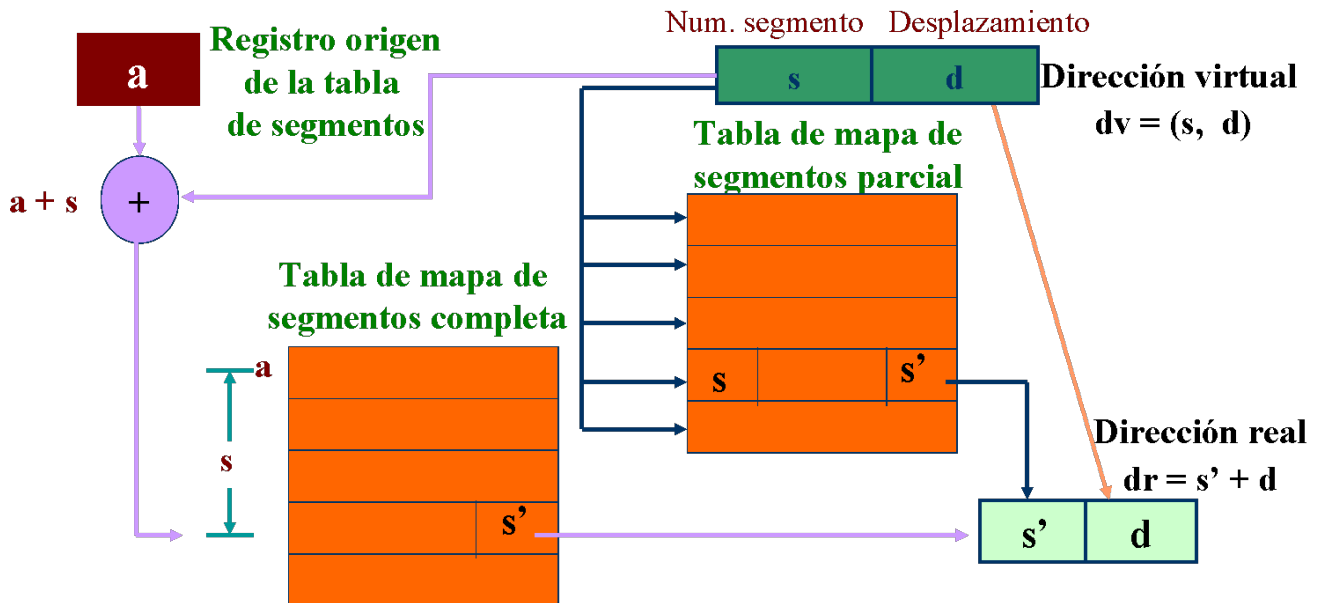 Num. segmento
Desplazamiento
a
Registro origen
de la tabla
de segmentos
s
d
Dirección virtual
dv = (s, d)
Tabla de mapa de
segmentos parcial
a + s
+
Tabla de mapa de
segmentos completa
a
s
s’
s
s’
Dirección real
dr = s’ + d
s’
d